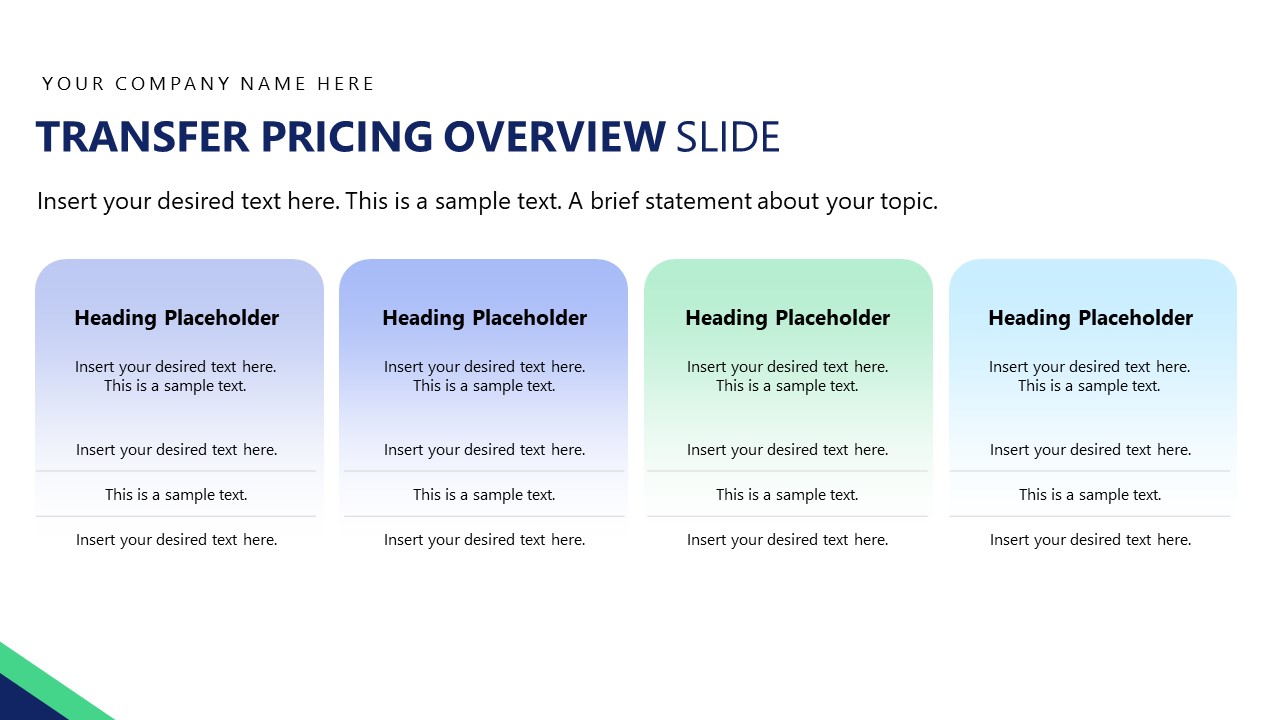 YOUR COMPANY NAME HERE
TRANSFER PRICING OVERVIEW SLIDE
Insert your desired text here. This is a sample text. A brief statement about your topic.
Heading Placeholder
Insert your desired text here.
This is a sample text.
Insert your desired text here.
This is a sample text.
Insert your desired text here.
Heading Placeholder
Insert your desired text here.
This is a sample text.
Insert your desired text here.
This is a sample text.
Insert your desired text here.
Heading Placeholder
Insert your desired text here.
This is a sample text.
Insert your desired text here.
This is a sample text.
Insert your desired text here.
Heading Placeholder
Insert your desired text here.
This is a sample text.
Insert your desired text here.
This is a sample text.
Insert your desired text here.